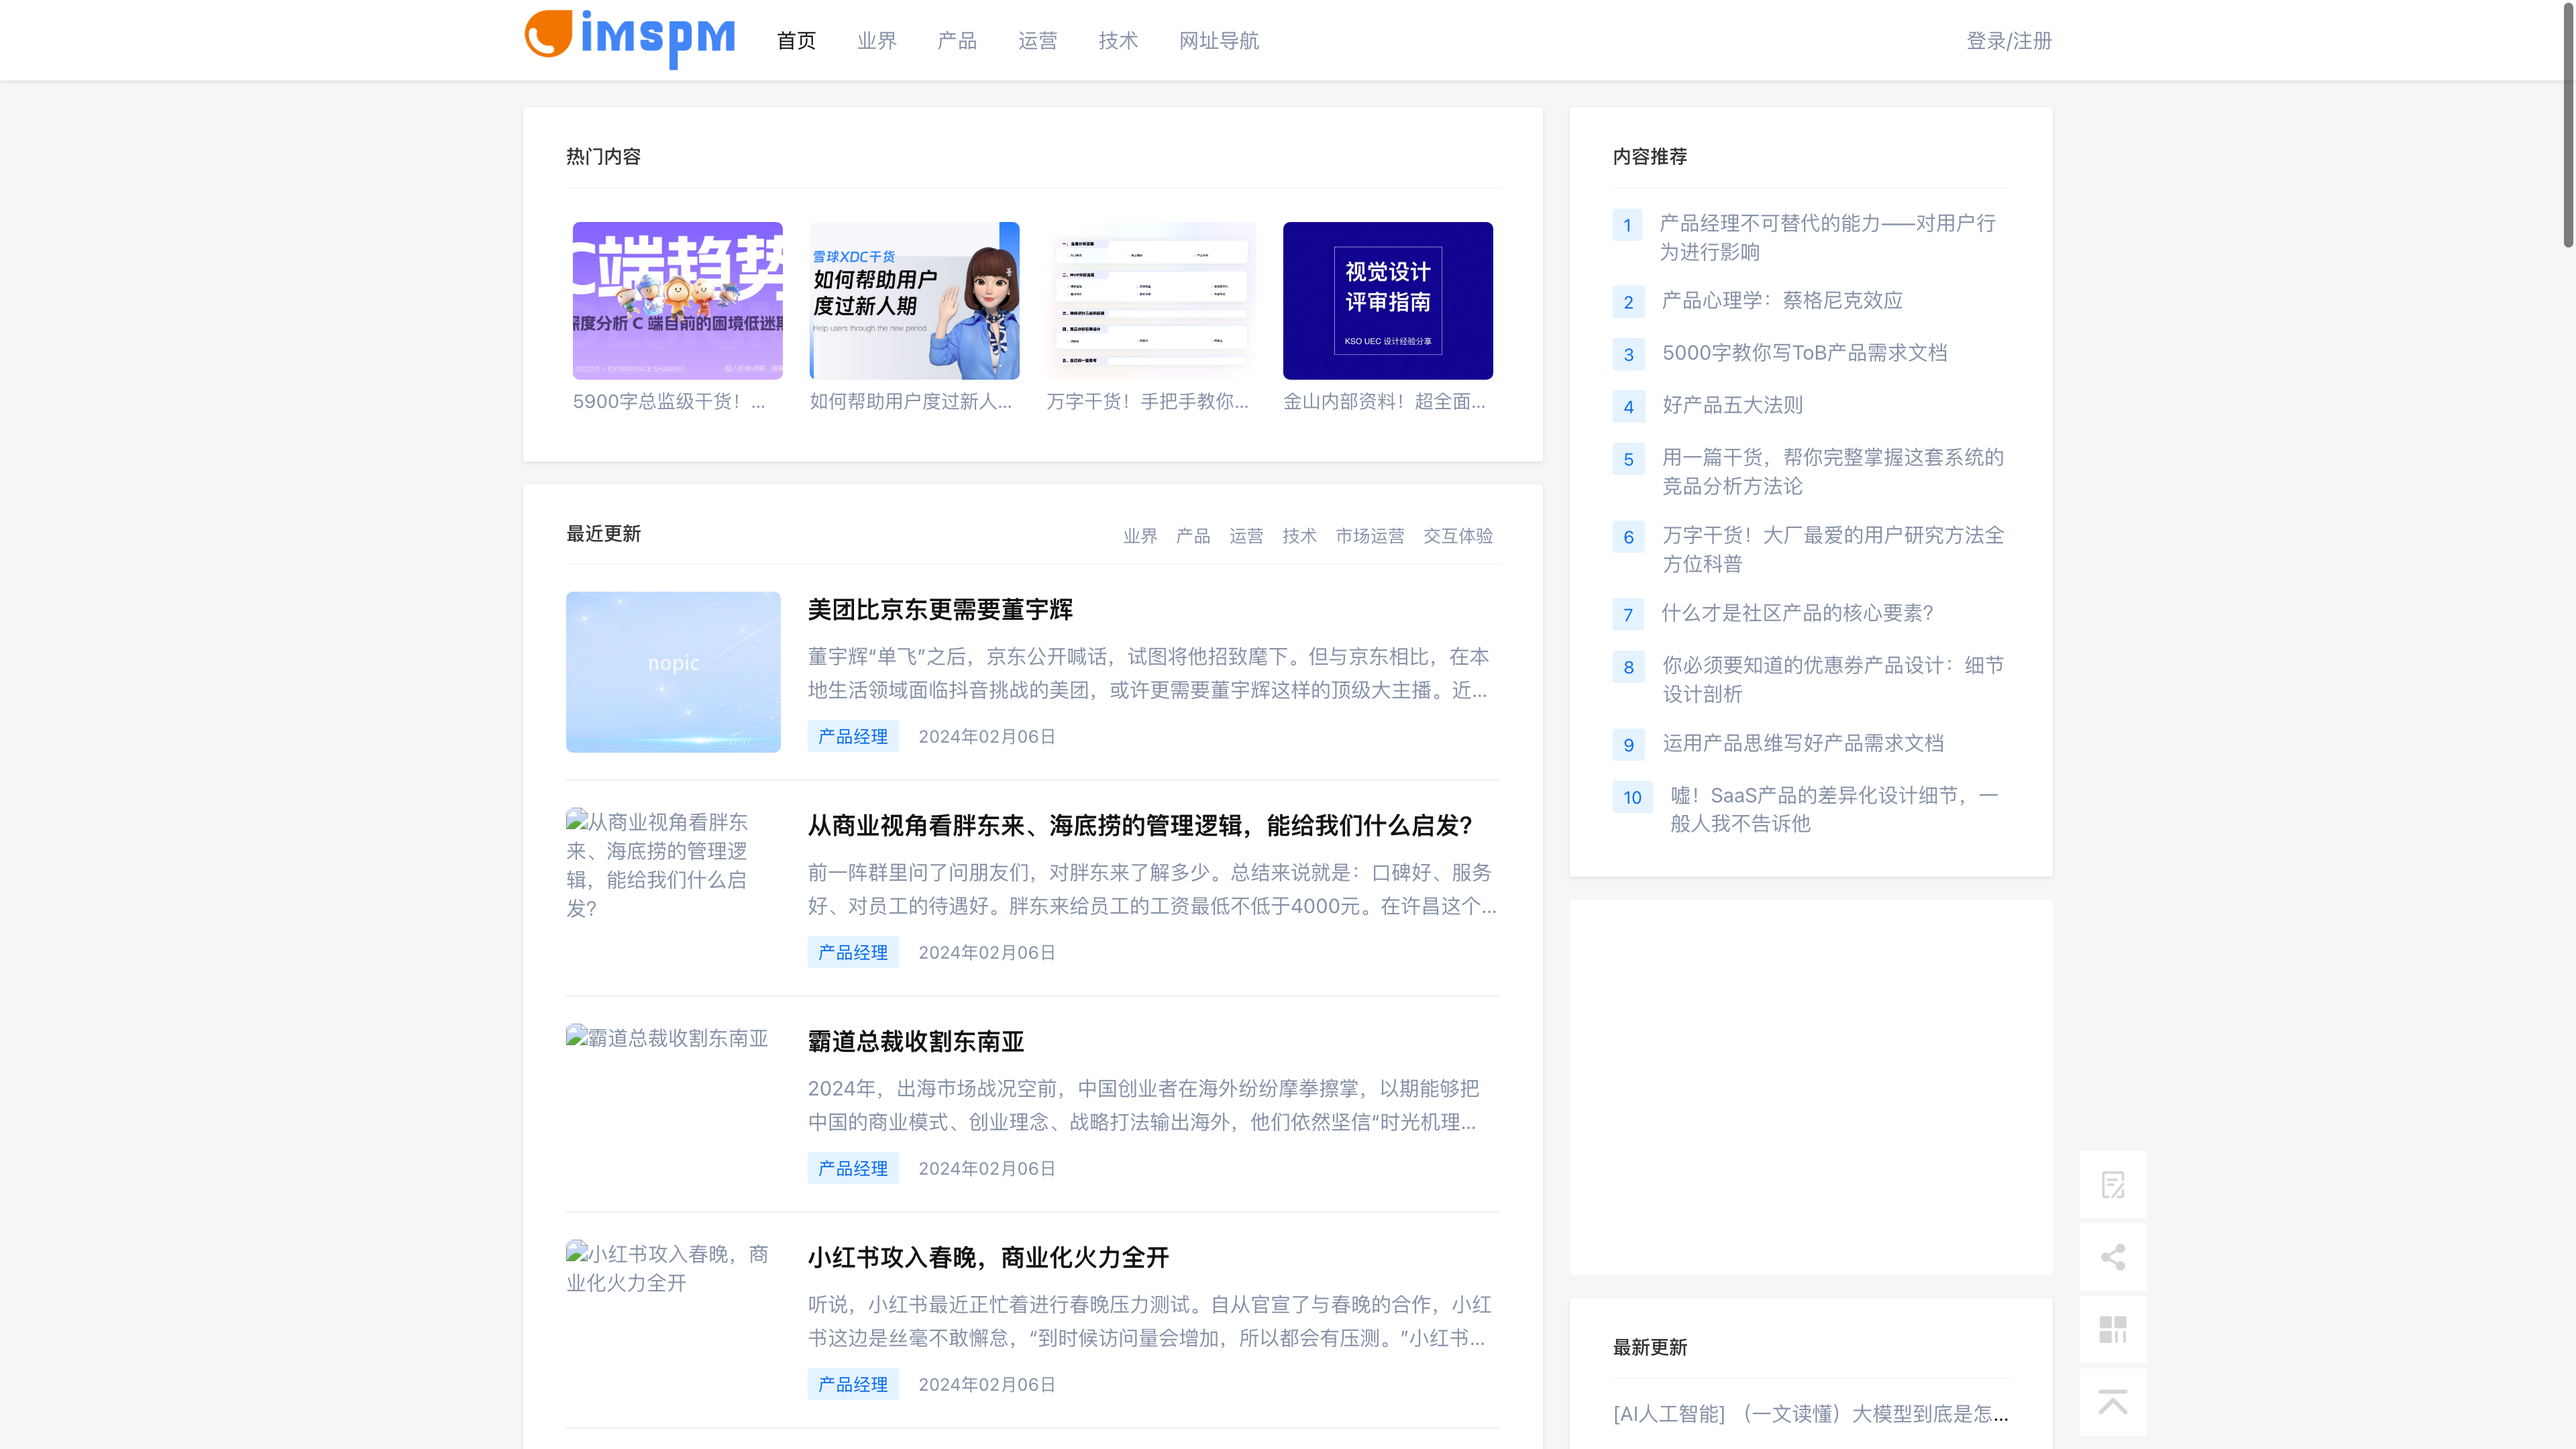 imspm
首页 业界 产品 运营 技术 网址导航 登录/注册
热门内容
C端趋势
深度分析 C 端目前的困境低迷期
雪球XDC干货
如何帮助用户
度过新人期
Help users through the new period
视觉设计
评审指南
KSO UEC 设计经验分享
5900字总监级干货！...
如何帮助用户度过新人...
万字干货！手把手教你...
金山内部资料！超全面...
最近更新
业界 产品 运营 技术 市场运营 交互体验
nopic
美团比京东更需要董宇辉
董宇辉“单飞”之后，京东公开喊话，试图将他招致麾下。但与京东相比，在本
地生活领域面临抖音挑战的美团，或许更需要董宇辉这样的顶级大主播。近...
产品经理 2024年02月06日
从商业视角看胖东
来、海底捞的管理逻
辑，能给我们什么启
发？
从商业视角看胖东来、海底捞的管理逻辑，能给我们什么启发？
前一阵群里问了问朋友们，对胖东来了解多少。总结来说就是：口碑好、服务
好、对员工的待遇好。胖东来给员工的工资最低不低于4000元。在许昌这个...
产品经理 2024年02月06日
霸道总裁收割东南亚
霸道总裁收割东南亚
2024年，出海市场战况空前，中国创业者在海外纷纷摩拳擦掌，以期能够把
中国的商业模式、创业理念、战略打法输出海外，他们依然坚信“时光机理...
产品经理 2024年02月06日
小红书攻入春晚，商
业化火力全开
小红书攻入春晚，商业化火力全开
听说，小红书最近正忙着进行春晚压力测试。自从官宣了与春晚的合作，小红
书这边是丝毫不敢懈怠，“到时候访问量会增加，所以都会有压测。”小红书...
产品经理 2024年02月06日
内容推荐
1 产品经理不可替代的能力——对用户行
为进行影响
2 产品心理学：蔡格尼克效应
3 5000字教你写ToB产品需求文档
4 好产品五大法则
5 用一篇干货，帮你完整掌握这套系统的
竞品分析方法论
6 万字干货！大厂最爱的用户研究方法全
方位科普
7 什么才是社区产品的核心要素？
8 你必须要知道的优惠券产品设计：细节
设计剖析
9 运用产品思维写好产品需求文档
10 嘘！SaaS产品的差异化设计细节，一
般人我不告诉他
最新更新
[AI人工智能] （一文读懂）大模型到底是怎...